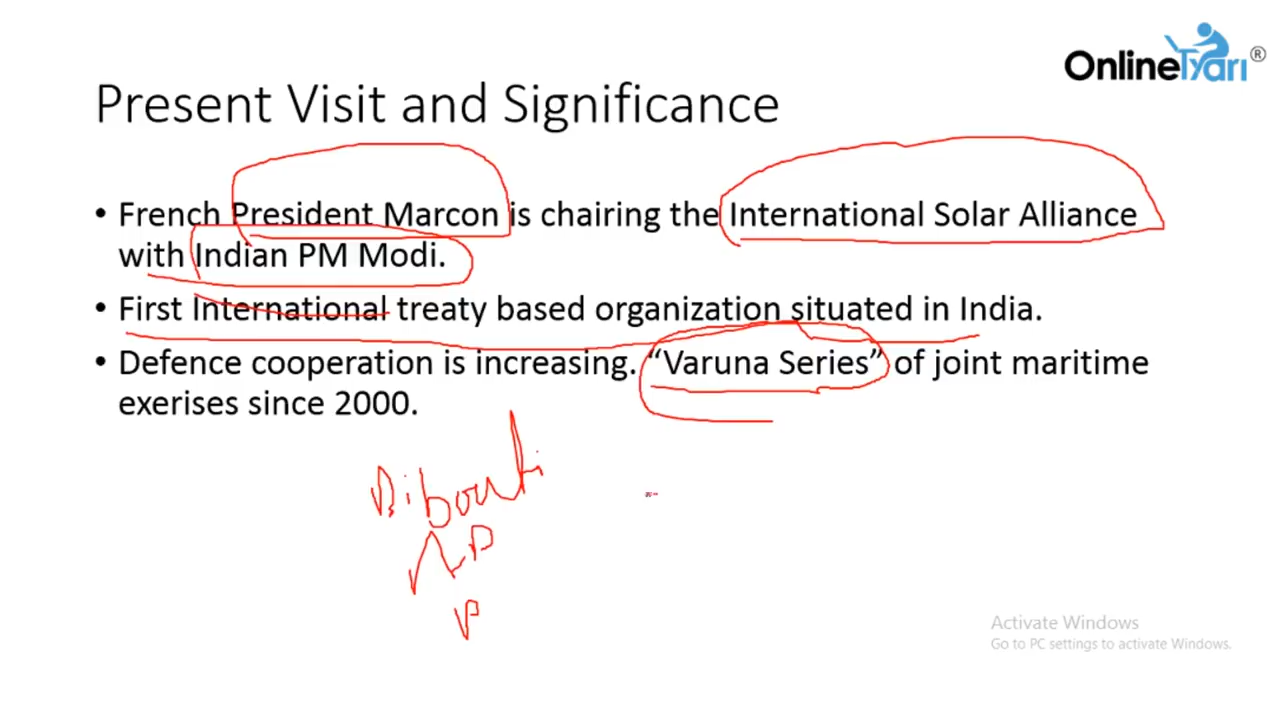 OnlineTyari®
Present Visit and Significance
• French President Marcon is chairing the International Solar Alliance
with Indian PM Modi.
• First International treaty based organization situated in India.
• Defence cooperation is increasing. “Varuna Series” of joint maritime
exerises since 2000.
Activate Windows
Go to PC settings to activate Windows.